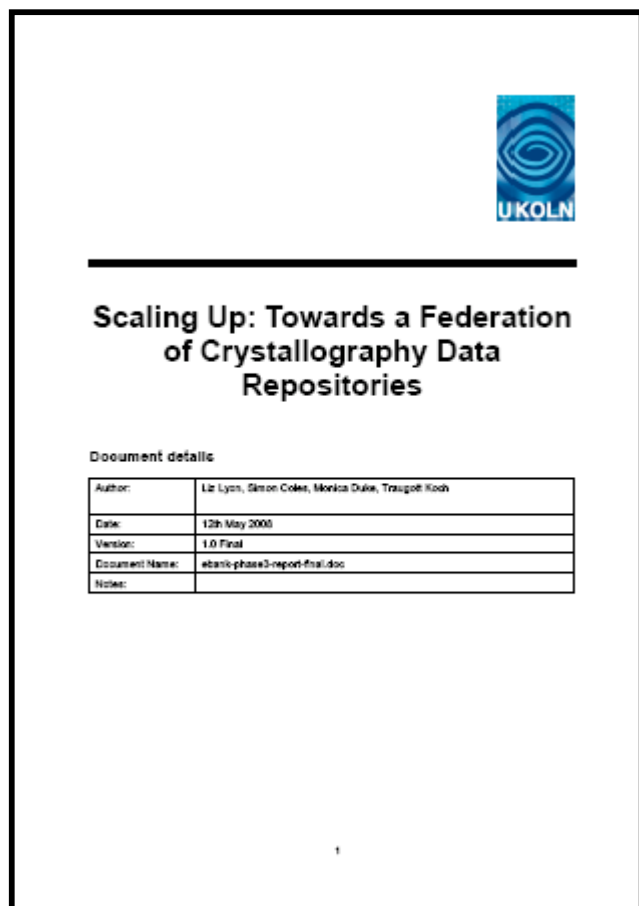 UKOLN
Scaling Up: Towards a Federation
of Crystallography Data
Repositories
Document details
Author: Liz Lyon, Simon Coles, Monica Duke, Traugott Koch
Date: 12th May 2008
Version: 1.0 Final
Document Name: ebank-phase3-report-final.doc
Notes:
1